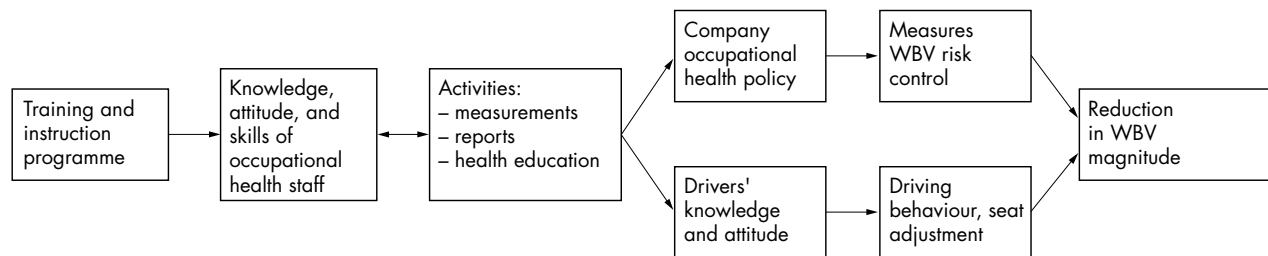 Training and
instruction
programme
Knowledge,
attitude, and
skills of
occupational
health staff
Activities:
– measurements
– reports
– health education
Company
occupational
health policy
Measures
WBV risk
control
Drivers'
knowledge
and attitude
Driving
behaviour, seat
adjustment
Reduction
in WBV
magnitude